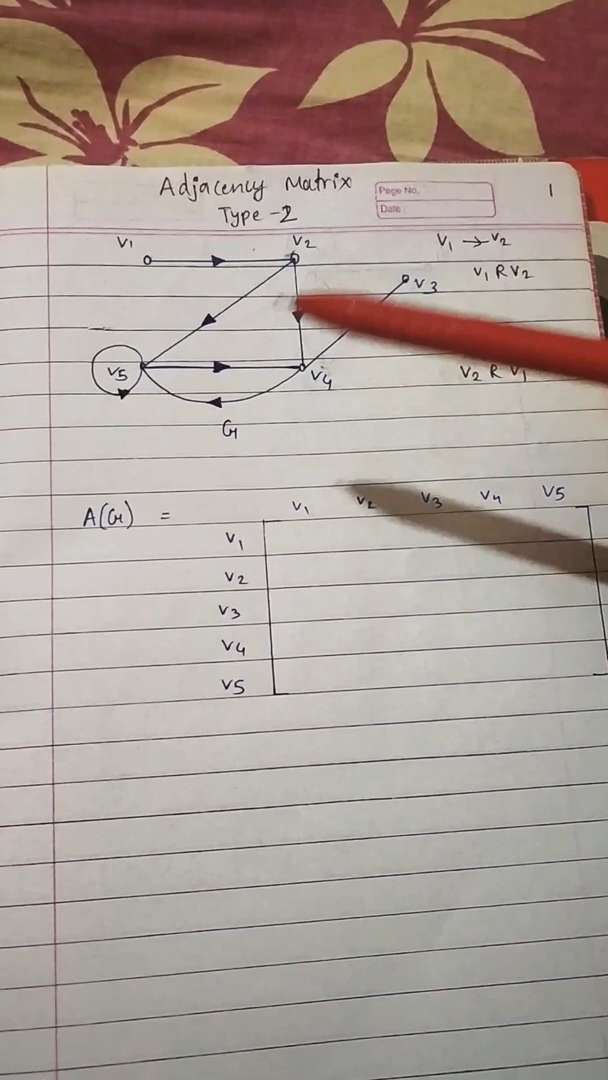 Adjacency Matrix
Type -2
Page No.
Date :
1
V1
V2
V1 → V2
V3
V1 R V2
V5
V4
V2 R V1
G
A(G) =
V1 V2 V3 V4 V5
V1
V2
V3
V4
V5